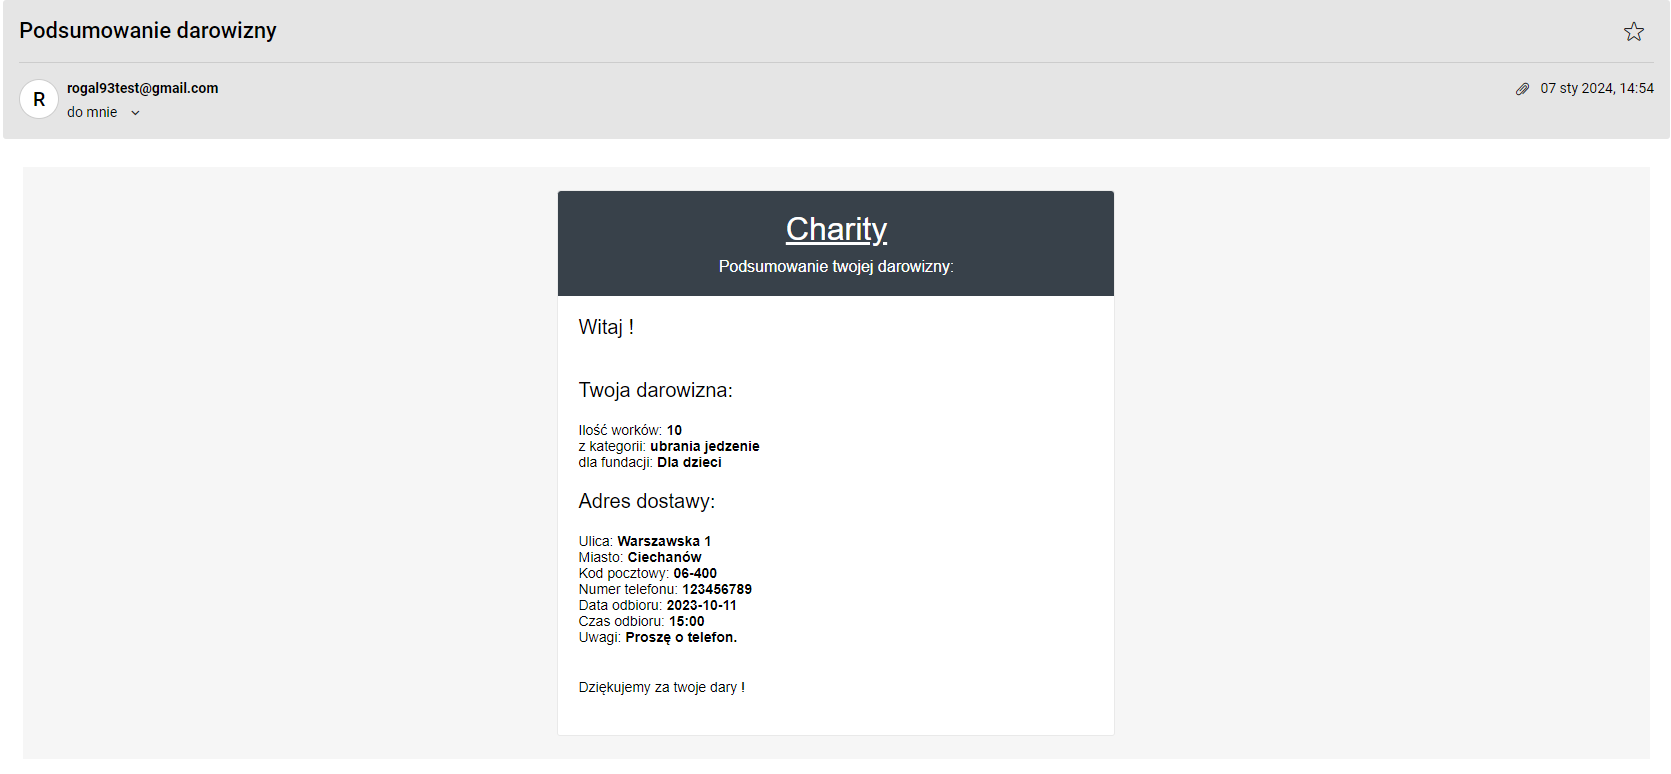 Podsumowanie darowizny
R
rogal93test@gmail.com
07 sty 2024, 14:54
do mnie
Charity
Podsumowanie twojej darowizny:
Witaj !
Twoja darowizna:
Ilość worków: 10
z kategorii: ubrania jedzenie
dla fundacji: Dla dzieci
Adres dostawy:
Ulica: Warszawska 1
Miasto: Ciechanów
Kod pocztowy: 06-400
Numer telefonu: 123456789
Data odbioru: 2023-10-11
Czas odbioru: 15:00
Uwagi: Proszę o telefon.
Dziękujemy za twoje dary !